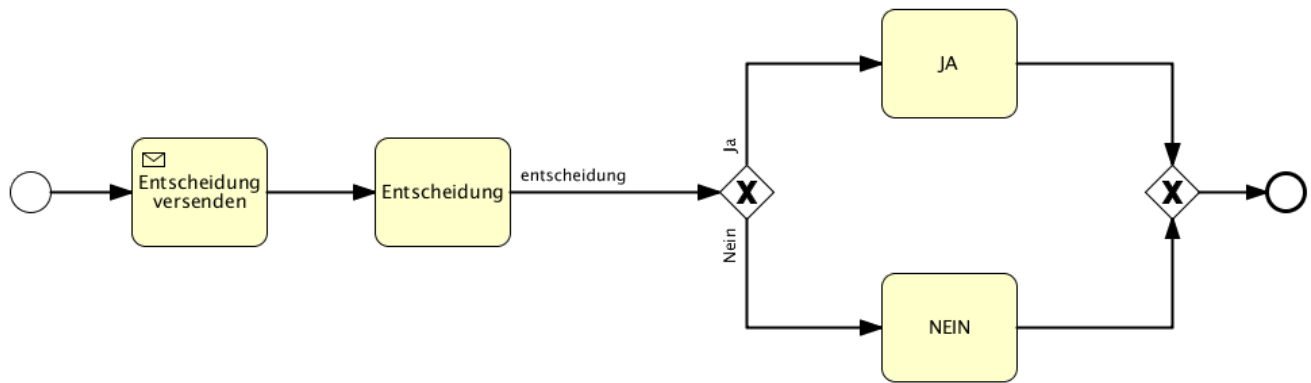 Entscheidung
versenden
Entscheidung
entscheidung
Ja
Nein
JA
NEIN